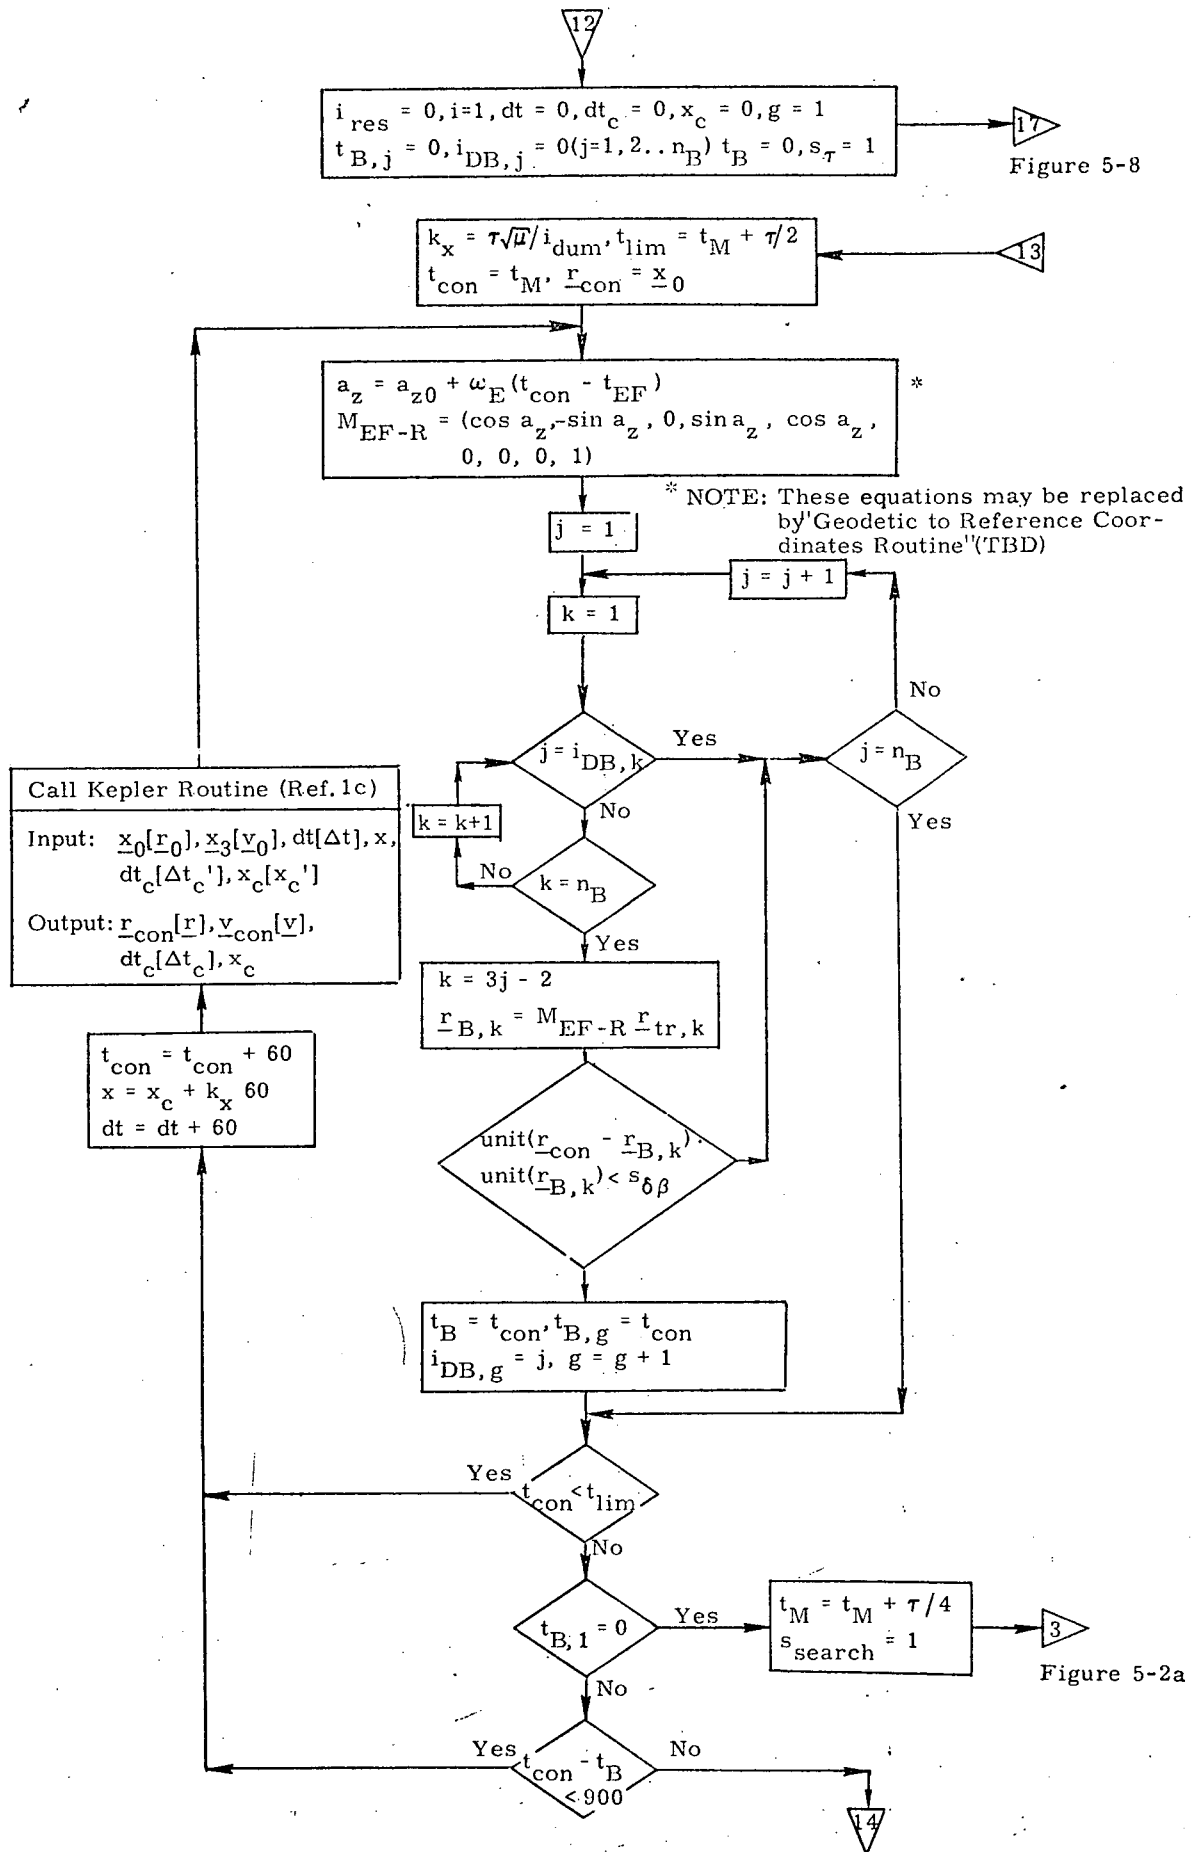 12
i_res = 0, i=1, dt = 0, dt_c = 0, x_c = 0, g = 1
t_B,j = 0, i_DB,j = 0(j=1, 2.. n_B) t_B = 0, s_τ = 1
17
Figure 5-8
k_x = τ√μ/i_dum, t_lim = t_M + τ/2
t_con = t_M, r_con = x_0
13
a_z = a_z0 + ω_E (t_con - t_EF)
M_EF-R = (cos a_z, -sin a_z, 0, sin a_z, cos a_z,
0, 0, 0, 1)
*
* NOTE: These equations may be replaced
by "Geodetic to Reference Coor-
dinates Routine" (TBD)
j = 1
j = j + 1
k = 1
No
j = i_DB,k
Yes
j = n_B
Yes
No
k = k+1
No
k = n_B
Yes
Call Kepler Routine (Ref. 1c)
Input: x_0[r_0], x_3[v_0], dt[Δt], x,
dt_c[Δt_c'], x_c[x_c']
Output: r_con[r], v_con[v],
dt_c[Δt_c], x_c
k = 3j - 2
r_B,k = M_EF-R r_tr,k
t_con = t_con + 60
x = x_c + k_x 60
dt = dt + 60
unit(r_con - r_B,k) ·
unit(r_B,k) < s_δβ
t_B = t_con, t_B,g = t_con
i_DB,g = j, g = g + 1
Yes
t_con < t_lim
No
t_B,1 = 0
Yes
t_M = t_M + τ/4
s_search = 1
3
Figure 5-2a
No
Yes
t_con - t_B
< 900
No
14